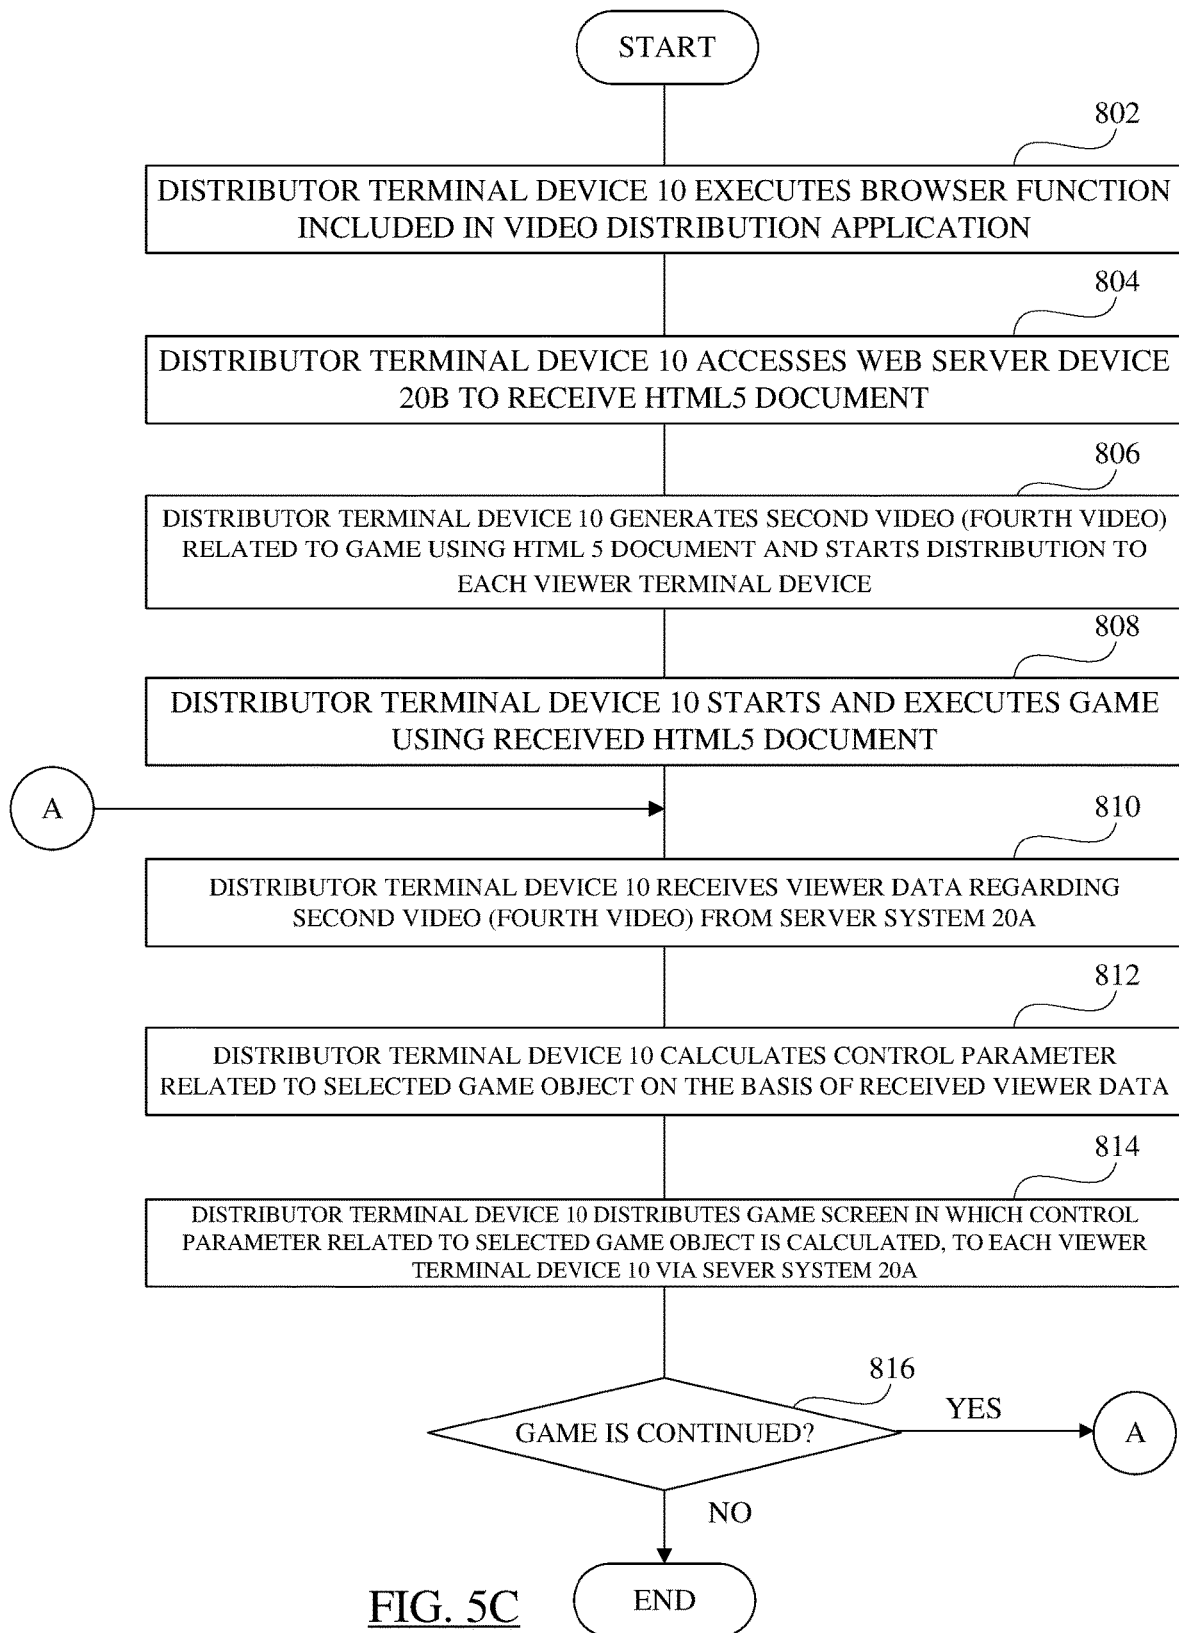 START
802
DISTRIBUTOR TERMINAL DEVICE 10 EXECUTES BROWSER FUNCTION
INCLUDED IN VIDEO DISTRIBUTION APPLICATION
804
DISTRIBUTOR TERMINAL DEVICE 10 ACCESSES WEB SERVER DEVICE
20B TO RECEIVE HTML5 DOCUMENT
806
DISTRIBUTOR TERMINAL DEVICE 10 GENERATES SECOND VIDEO (FOURTH VIDEO)
RELATED TO GAME USING HTML 5 DOCUMENT AND STARTS DISTRIBUTION TO
EACH VIEWER TERMINAL DEVICE
808
DISTRIBUTOR TERMINAL DEVICE 10 STARTS AND EXECUTES GAME
USING RECEIVED HTML5 DOCUMENT
A
810
DISTRIBUTOR TERMINAL DEVICE 10 RECEIVES VIEWER DATA REGARDING
SECOND VIDEO (FOURTH VIDEO) FROM SERVER SYSTEM 20A
812
DISTRIBUTOR TERMINAL DEVICE 10 CALCULATES CONTROL PARAMETER
RELATED TO SELECTED GAME OBJECT ON THE BASIS OF RECEIVED VIEWER DATA
814
DISTRIBUTOR TERMINAL DEVICE 10 DISTRIBUTES GAME SCREEN IN WHICH CONTROL
PARAMETER RELATED TO SELECTED GAME OBJECT IS CALCULATED, TO EACH VIEWER
TERMINAL DEVICE 10 VIA SEVER SYSTEM 20A
816
GAME IS CONTINUED?
YES
A
NO
END
FIG. 5C